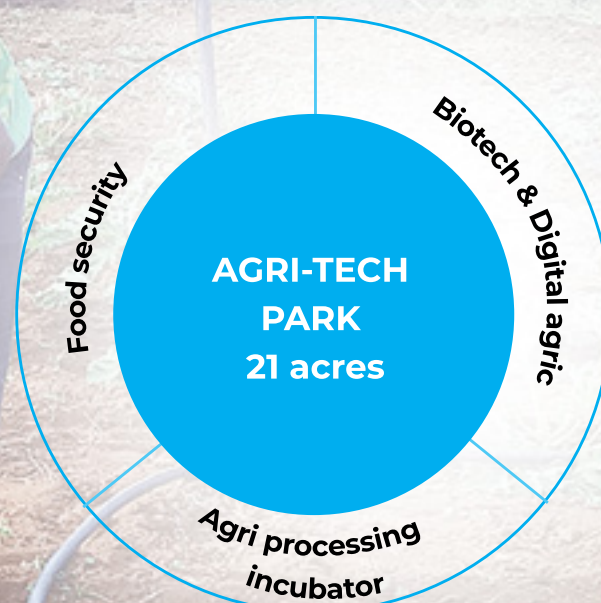 AGRI-TECH
PARK
21 acres
Biotech & Digital agric
Agri processing
incubator
Food security